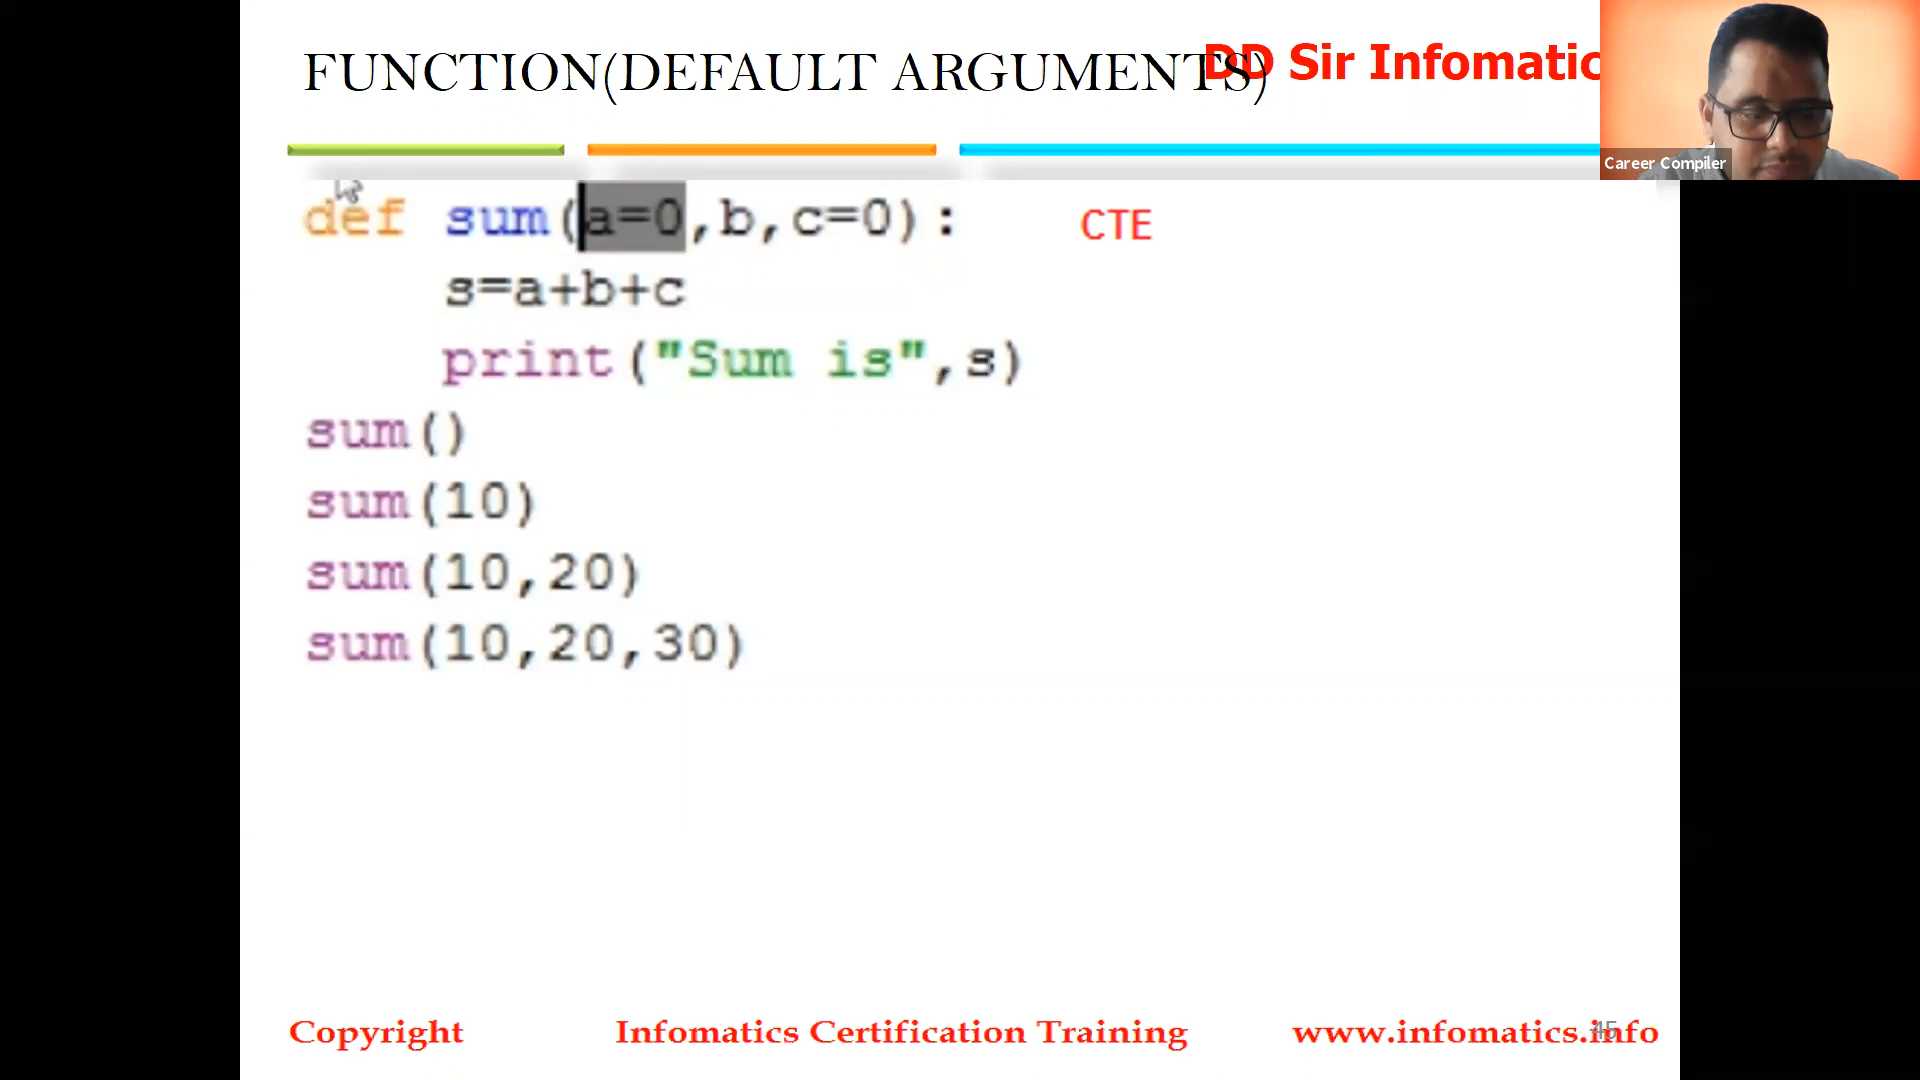 FUNCTION(DEFAULT ARGUMENTS)
DD Sir Infomatic
Career Compiler
def sum(a=0,b,c=0):
CTE
s=a+b+c
print("Sum is",s)
sum()
sum(10)
sum(10,20)
sum(10,20,30)
Copyright Infomatics Certification Training www.infomatics.info
45